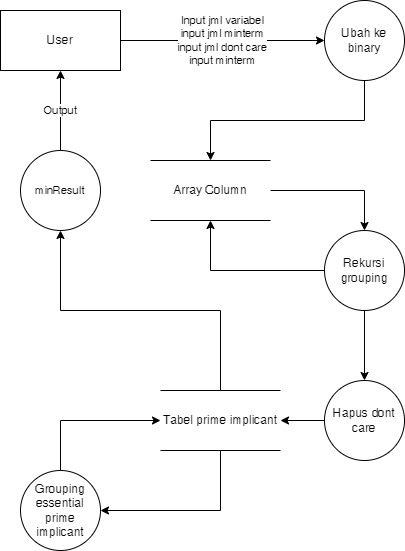 User
Input jml variabel
input jml minterm
input jml dont care
input minterm
Ubah ke
binary
Output
minResult
Array Column
Rekursi
grouping
Hapus dont
care
Tabel prime implicant
Grouping
essential
prime
implicant